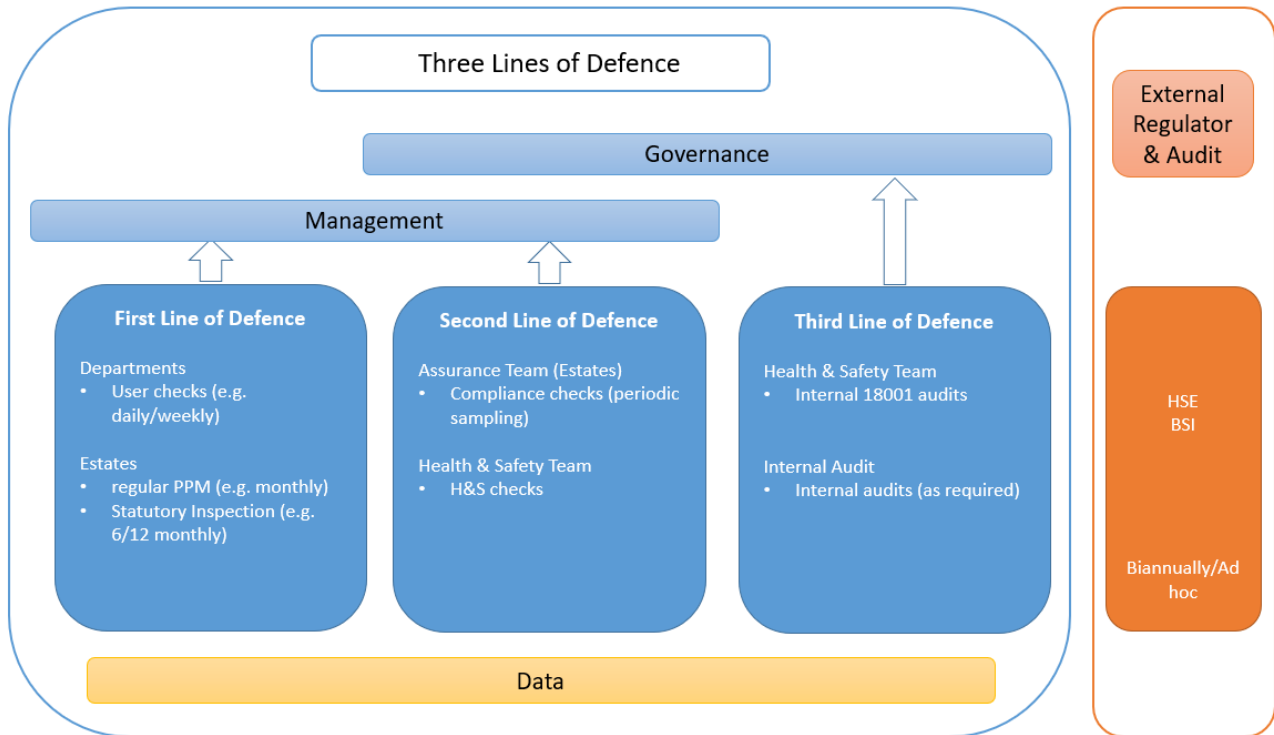 Three Lines of Defence
External
Regulator
& Audit
Governance
Management
First Line of Defence
Departments
• User checks (e.g.
daily/weekly)
Estates
• regular PPM (e.g. monthly)
• Statutory Inspection (e.g.
6/12 monthly)
Second Line of Defence
Assurance Team (Estates)
• Compliance checks (periodic
sampling)
Health & Safety Team
• H&S checks
Third Line of Defence
Health & Safety Team
• Internal 18001 audits
Internal Audit
• Internal audits (as required)
HSE
BSI
Biannually/Ad
hoc
Data